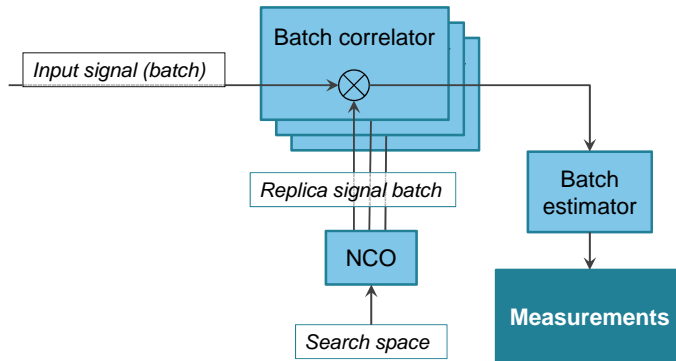 Batch correlator
Input signal (batch)
Replica signal batch
Batch
estimator
NCO
Measurements
Search space